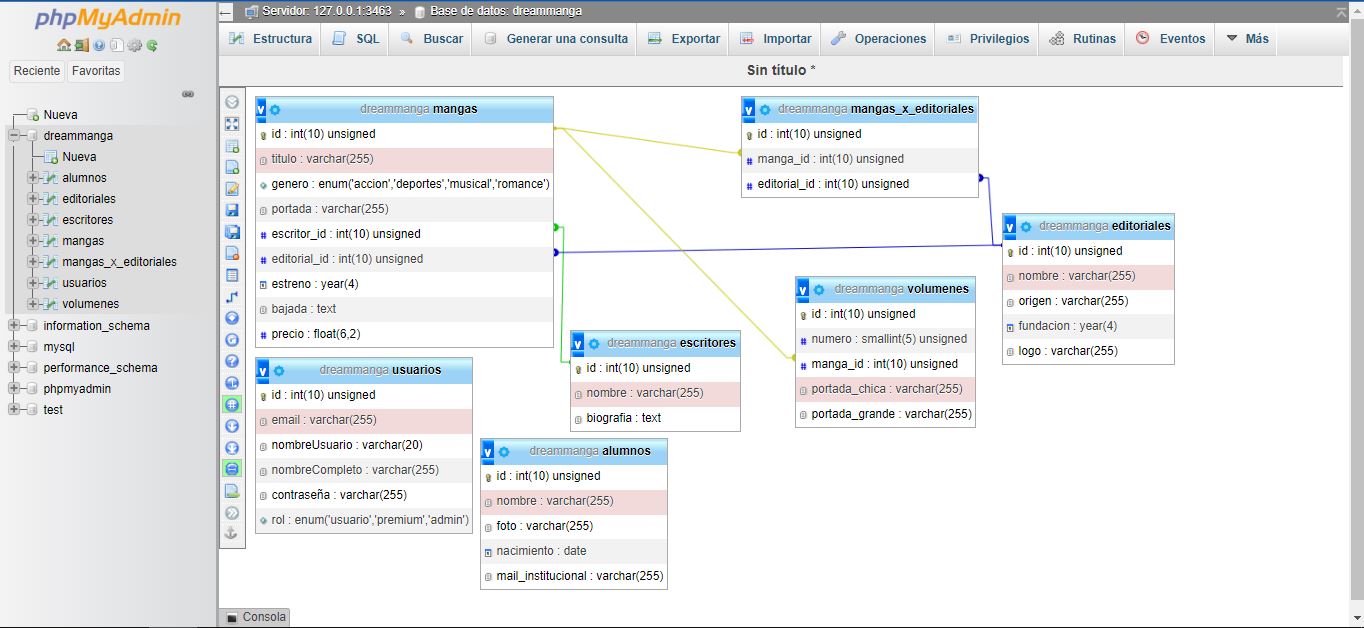 phpMyAdmin
Reciente Favoritas
Nueva
dreammanga
Nueva
alumnos
editoriales
escritores
mangas
mangas_x_editoriales
usuarios
volumenes
information_schema
mysql
performance_schema
phpmyadmin
test
Servidor: 127.0.0.1:3463 » Base de datos: dreammanga
Estructura SQL Buscar Generar una consulta Exportar Importar Operaciones Privilegios Rutinas Eventos Más
Sin título *
dreammanga mangas
id : int(10) unsigned
titulo : varchar(255)
genero : enum('accion','deportes','musical','romance')
portada : varchar(255)
escritor_id : int(10) unsigned
editorial_id : int(10) unsigned
estreno : year(4)
bajada : text
precio : float(6,2)
dreammanga mangas_x_editoriales
id : int(10) unsigned
manga_id : int(10) unsigned
editorial_id : int(10) unsigned
dreammanga editoriales
id : int(10) unsigned
nombre : varchar(255)
origen : varchar(255)
fundacion : year(4)
logo : varchar(255)
dreammanga volumenes
id : int(10) unsigned
numero : smallint(5) unsigned
manga_id : int(10) unsigned
portada_chica : varchar(255)
portada_grande : varchar(255)
dreammanga escritores
id : int(10) unsigned
nombre : varchar(255)
biografia : text
dreammanga usuarios
id : int(10) unsigned
email : varchar(255)
nombreUsuario : varchar(20)
nombreCompleto : varchar(255)
contraseña : varchar(255)
rol : enum('usuario','premium','admin')
dreammanga alumnos
id : int(10) unsigned
nombre : varchar(255)
foto : varchar(255)
nacimiento : date
mail_institucional : varchar(255)
Consola